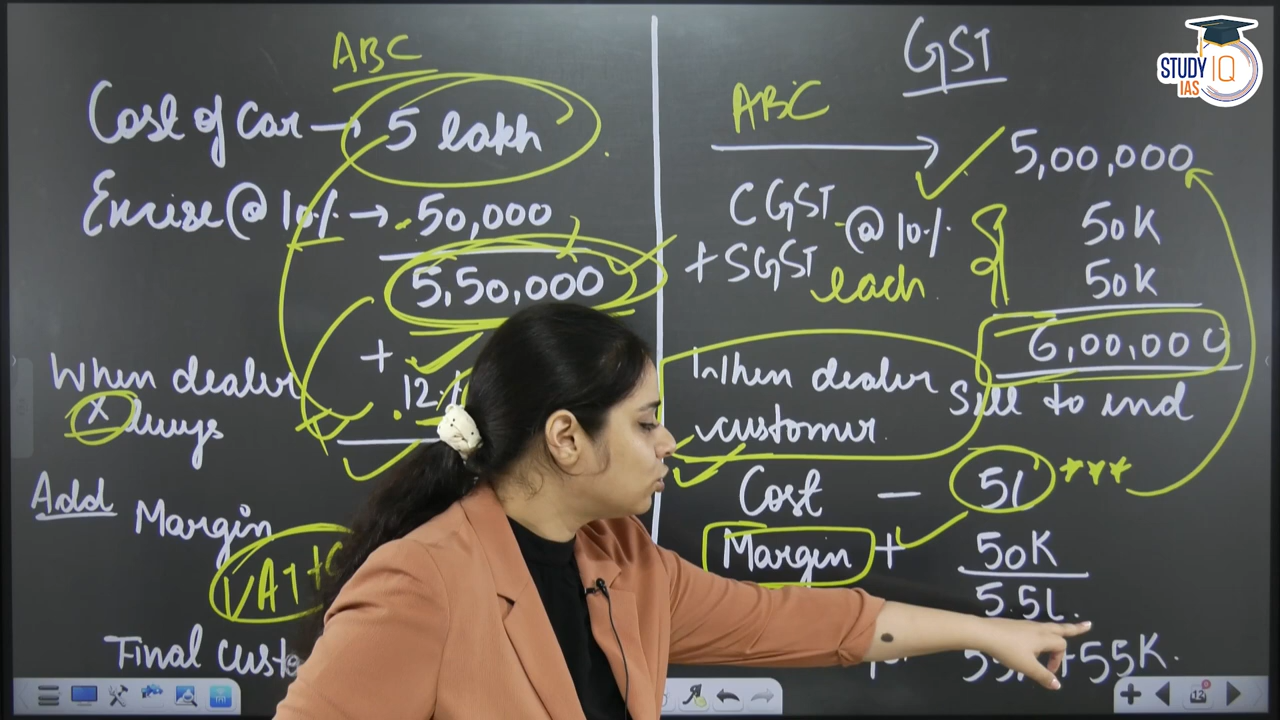 ABC
Cost of Car → 5 lakh
Excise @ 10% → 50,000
5,50,000
+
12
When dealer
X buys
Add Margin
VAT +
Final
GST
STUDY IQ
IAS
ABC
→ 5,00,000
CGST @ 10% 50K
+ SGST each 50K
6,00,000
When dealer Sell to end
customer
Cost - 5l ***
Margin + 50K
5.5L
+55K.
12